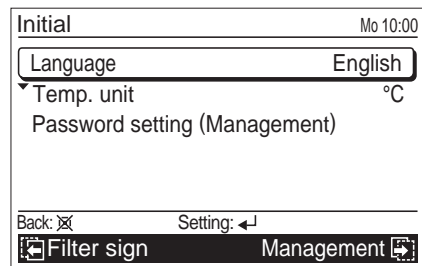 Initial Mo 10:00
Language English
Temp. unit °C
Password setting (Management)
Back: Setting:
Filter sign Management